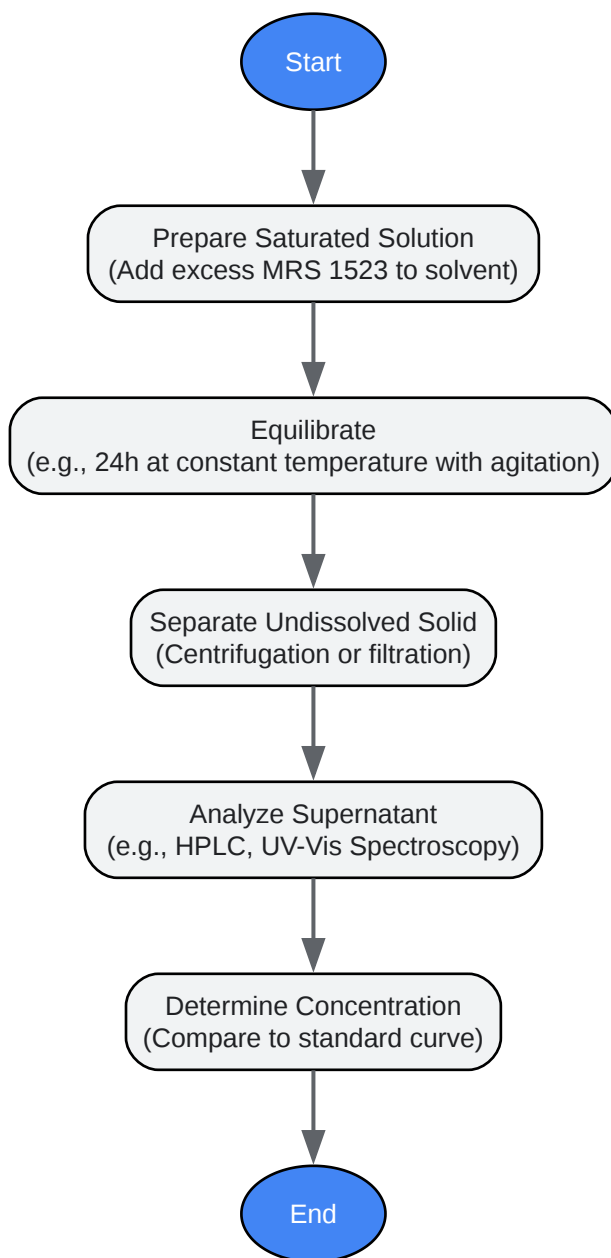 Start
Prepare Saturated Solution
(Add excess MRS 1523 to solvent)
Equilibrate
(e.g., 24h at constant temperature with agitation)
Separate Undissolved Solid
(Centrifugation or filtration)
Analyze Supernatant
(e.g., HPLC, UV-Vis Spectroscopy)
Determine Concentration
(Compare to standard curve)
End